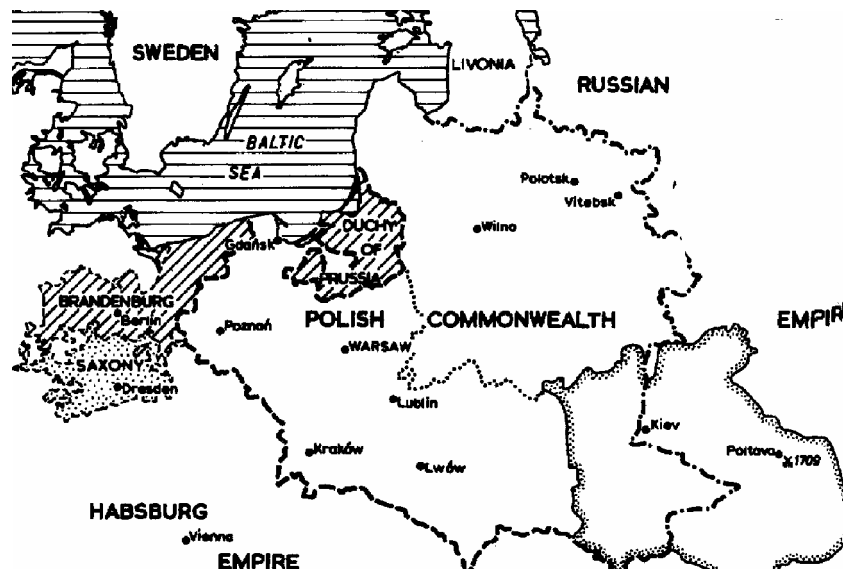 SWEDEN
LIVONIA
RUSSIAN
BALTIC
SEA
Polotsk
Vitebsk
Wilno
DUCHY
OF
PRUSSIA
Gdańsk
BRANDENBURG
Berlin
Poznań
POLISH COMMONWEALTH
EMPIR
WARSAW
SAXONY
Dresden
Lublin
Kiev
Kraków
Lwów
Poltava
1709
HABSBURG
Vienna
EMPIRE